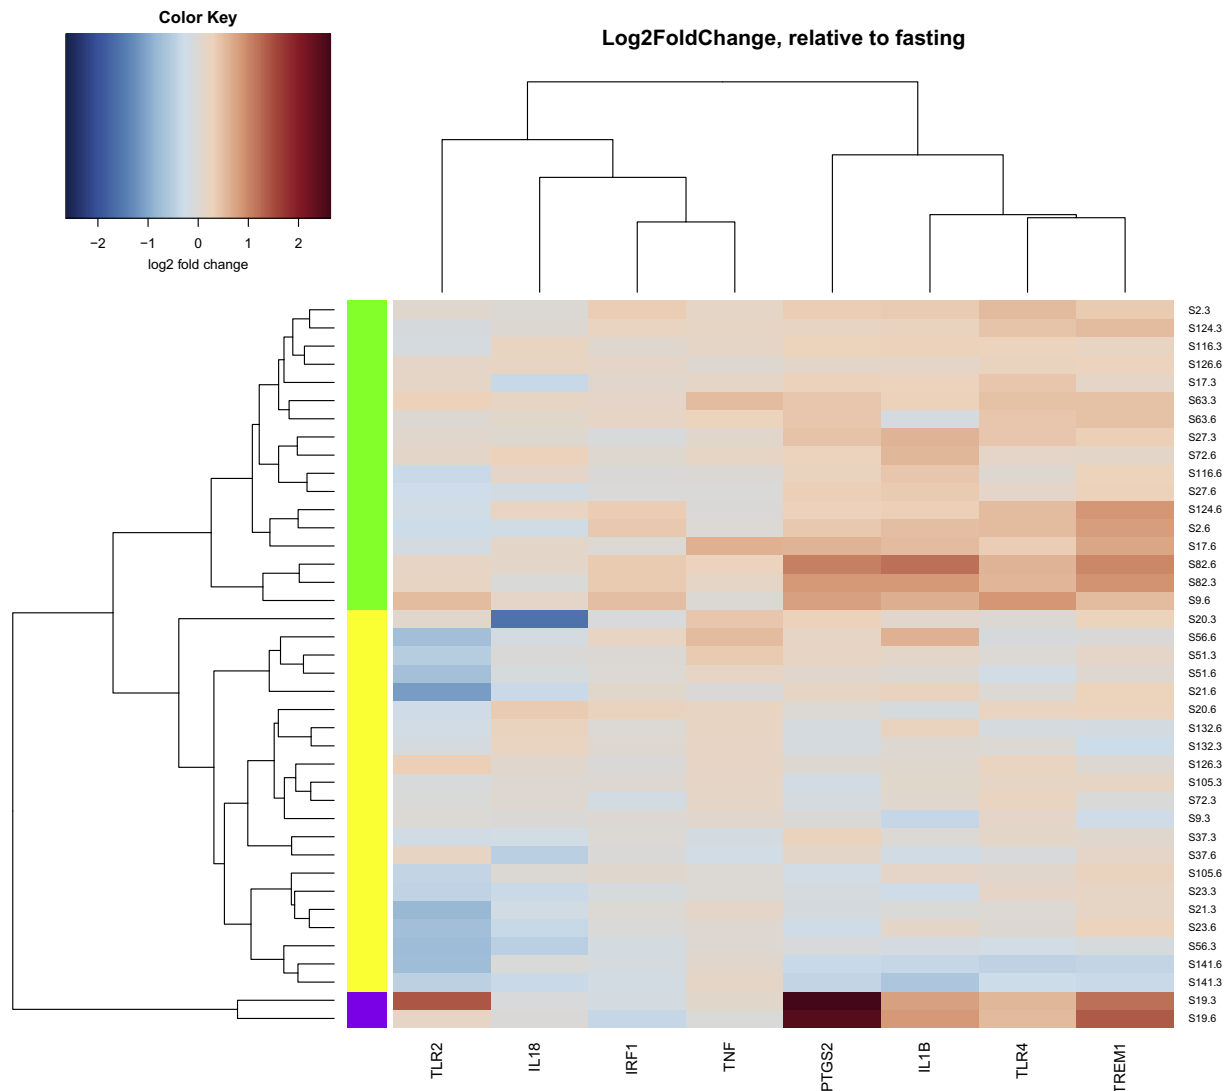 Color Key
Log2FoldChange, relative to fasting
−2 −1 0 1 2
log2 fold change
S2.3
S124.3
S116.3
S126.6
S17.3
S63.3
S63.6
S27.3
S72.6
S116.6
S27.6
S124.6
S2.6
S17.6
S82.6
S82.3
S9.6
S20.3
S56.6
S51.3
S51.6
S21.6
S20.6
S132.6
S132.3
S126.3
S105.3
S72.3
S9.3
S37.3
S37.6
S105.6
S23.3
S21.3
S23.6
S56.3
S141.6
S141.3
S19.3
S19.6
TLR2 IL18 IRF1 TNF PTGS2 IL1B TLR4 TREM1